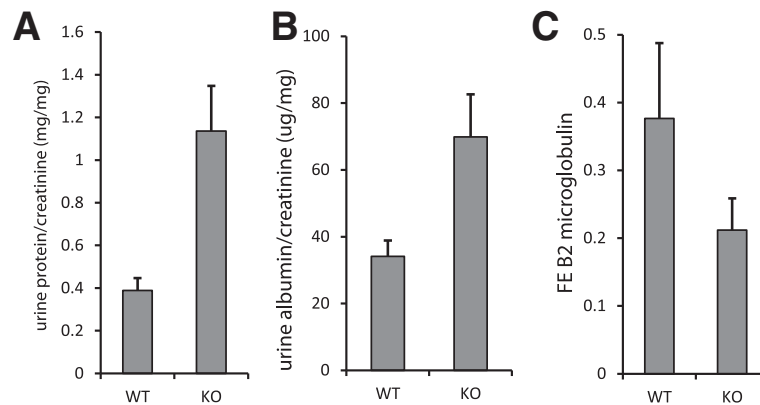 A
urine protein/creatinine (mg/mg)
1.6
1.4
1.2
1
0.8
0.6
0.4
0.2
0
WT KO
B
urine albumin/creatinine (ug/mg)
100
80
60
40
20
0
WT KO
C
FE B2 microglobulin
0.5
0.4
0.3
0.2
0.1
0
WT KO